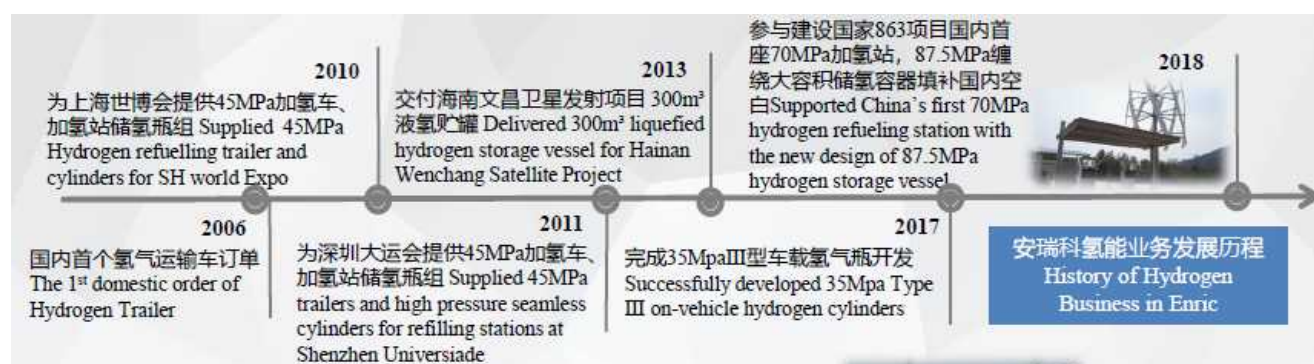 2010
为上海世博会提供45MPa加氢车、
加氢站储氢瓶组 Supplied 45MPa
Hydrogen refuelling trailer and
cylinders for SH world Expo
2013
交付海南文昌卫星发射项目 300m³
液氢贮罐 Delivered 300m³ liquefied
hydrogen storage vessel for Hainan
Wenchang Satellite Project
2018
参与建设国家863项目国内首
座70MPa加氢站，87.5MPa缠
绕大容积储氢容器填补国内空
白Supported China`s first 70MPa
hydrogen refueling station with
the new design of 87.5MPa
hydrogen storage vessel
2006
国内首个氢气运输车订单
The 1st domestic order of
Hydrogen Trailer
2011
为深圳大运会提供45MPa加氢车、
加氢站储氢瓶组 Supplied 45MPa
trailers and high pressure seamless
cylinders for refilling stations at
Shenzhen Universiade
2017
完成35MpaⅢ型车载氢气瓶开发
Successfully developed 35Mpa Type
Ⅲ on-vehicle hydrogen cylinders
安瑞科氢能业务发展历程
History of Hydrogen
Business in Enric